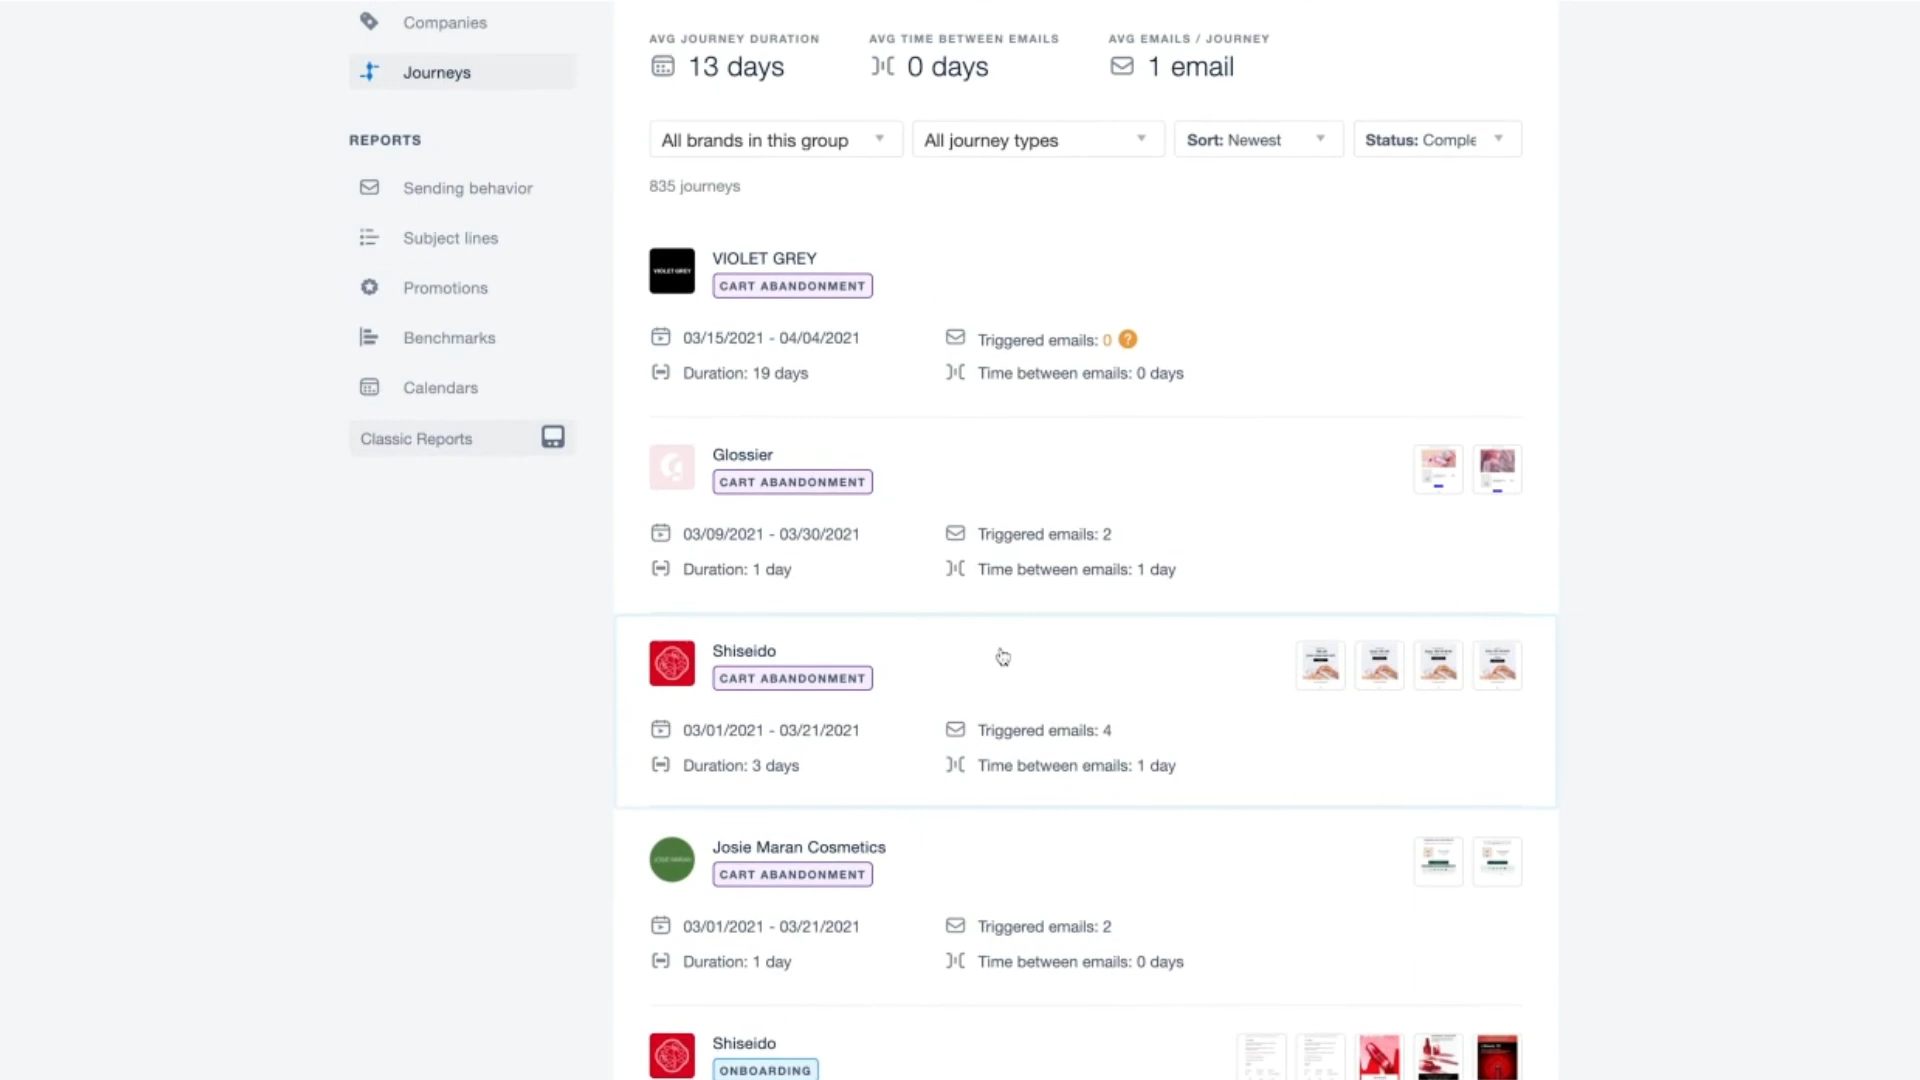 Companies
Journeys
REPORTS
Sending behavior
Subject lines
Promotions
Benchmarks
Calendars
Classic Reports
AVG JOURNEY DURATION
13 days
AVG TIME BETWEEN EMAILS
0 days
AVG EMAILS / JOURNEY
1 email
All brands in this group
All journey types
Sort: Newest
Status: Comple
835 journeys
VIOLET GREY
VIOLET GREY
CART ABANDONMENT
03/15/2021 - 04/04/2021
Triggered emails: 0 ?
Duration: 19 days
Time between emails: 0 days
Glossier
CART ABANDONMENT
03/09/2021 - 03/30/2021
Triggered emails: 2
Duration: 1 day
Time between emails: 1 day
Shiseido
CART ABANDONMENT
03/01/2021 - 03/21/2021
Triggered emails: 4
Duration: 3 days
Time between emails: 1 day
JOSIE MARAN
Josie Maran Cosmetics
CART ABANDONMENT
03/01/2021 - 03/21/2021
Triggered emails: 2
Duration: 1 day
Time between emails: 0 days
Shiseido
ONBOARDING